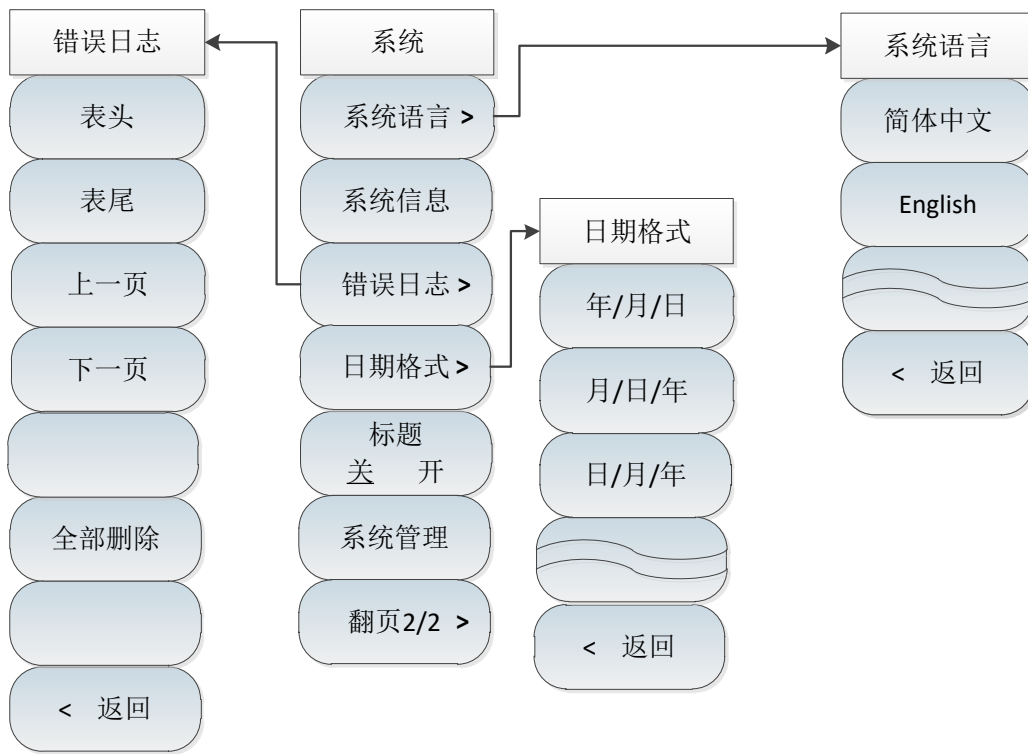 错误日志
表头
表尾
上一页
下一页
全部删除
< 返回
系统
系统语言 >
系统信息
错误日志 >
日期格式 >
标题
关 开
系统管理
翻页2/2 >
日期格式
年/月/日
月/日/年
日/月/年
< 返回
系统语言
简体中文
English
< 返回